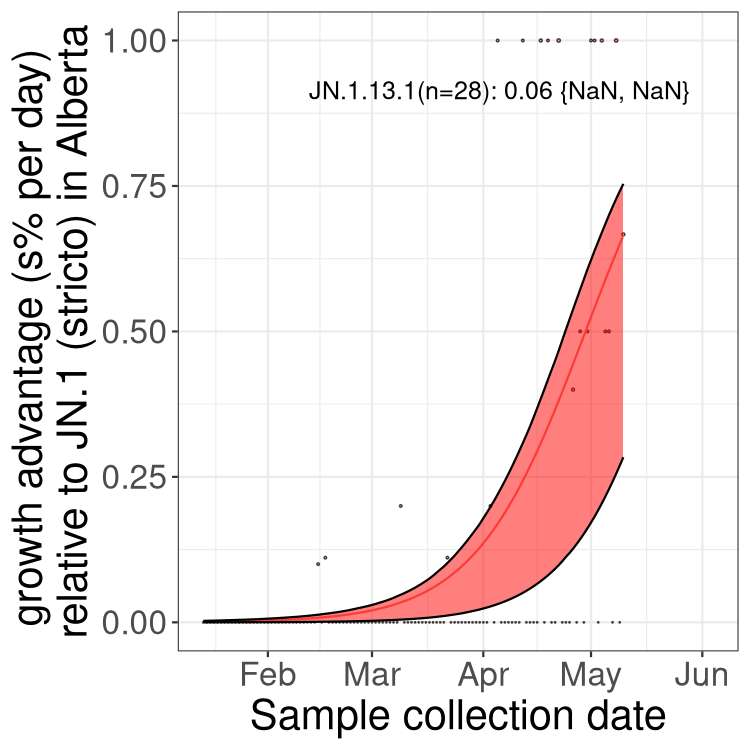 growth advantage (s% per day)
relative to JN.1 (stricto) in Alberta
1.00
0.75
0.50
0.25
0.00
JN.1.13.1(n=28): 0.06 {NaN, NaN}
Feb Mar Apr May Jun
Sample collection date